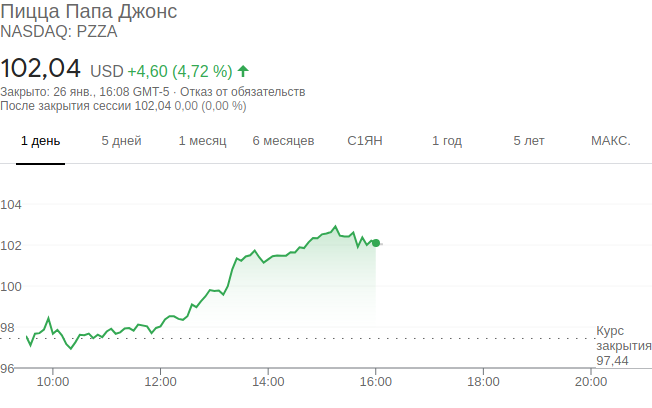 Пицца Папа Джонс
NASDAQ: PZZA
102,04 USD +4,60 (4,72 %)
Закрыто: 26 янв., 16:08 GMT-5 · Отказ от обязательств
После закрытия сессии 102,04 0,00 (0,00 %)
1 день 5 дней 1 месяц 6 месяцев С1ЯН 1 год 5 лет МАКС.
104
102
100
98
Курс
закрытия
97,44
96
10:00 12:00 14:00 16:00 18:00 20:00